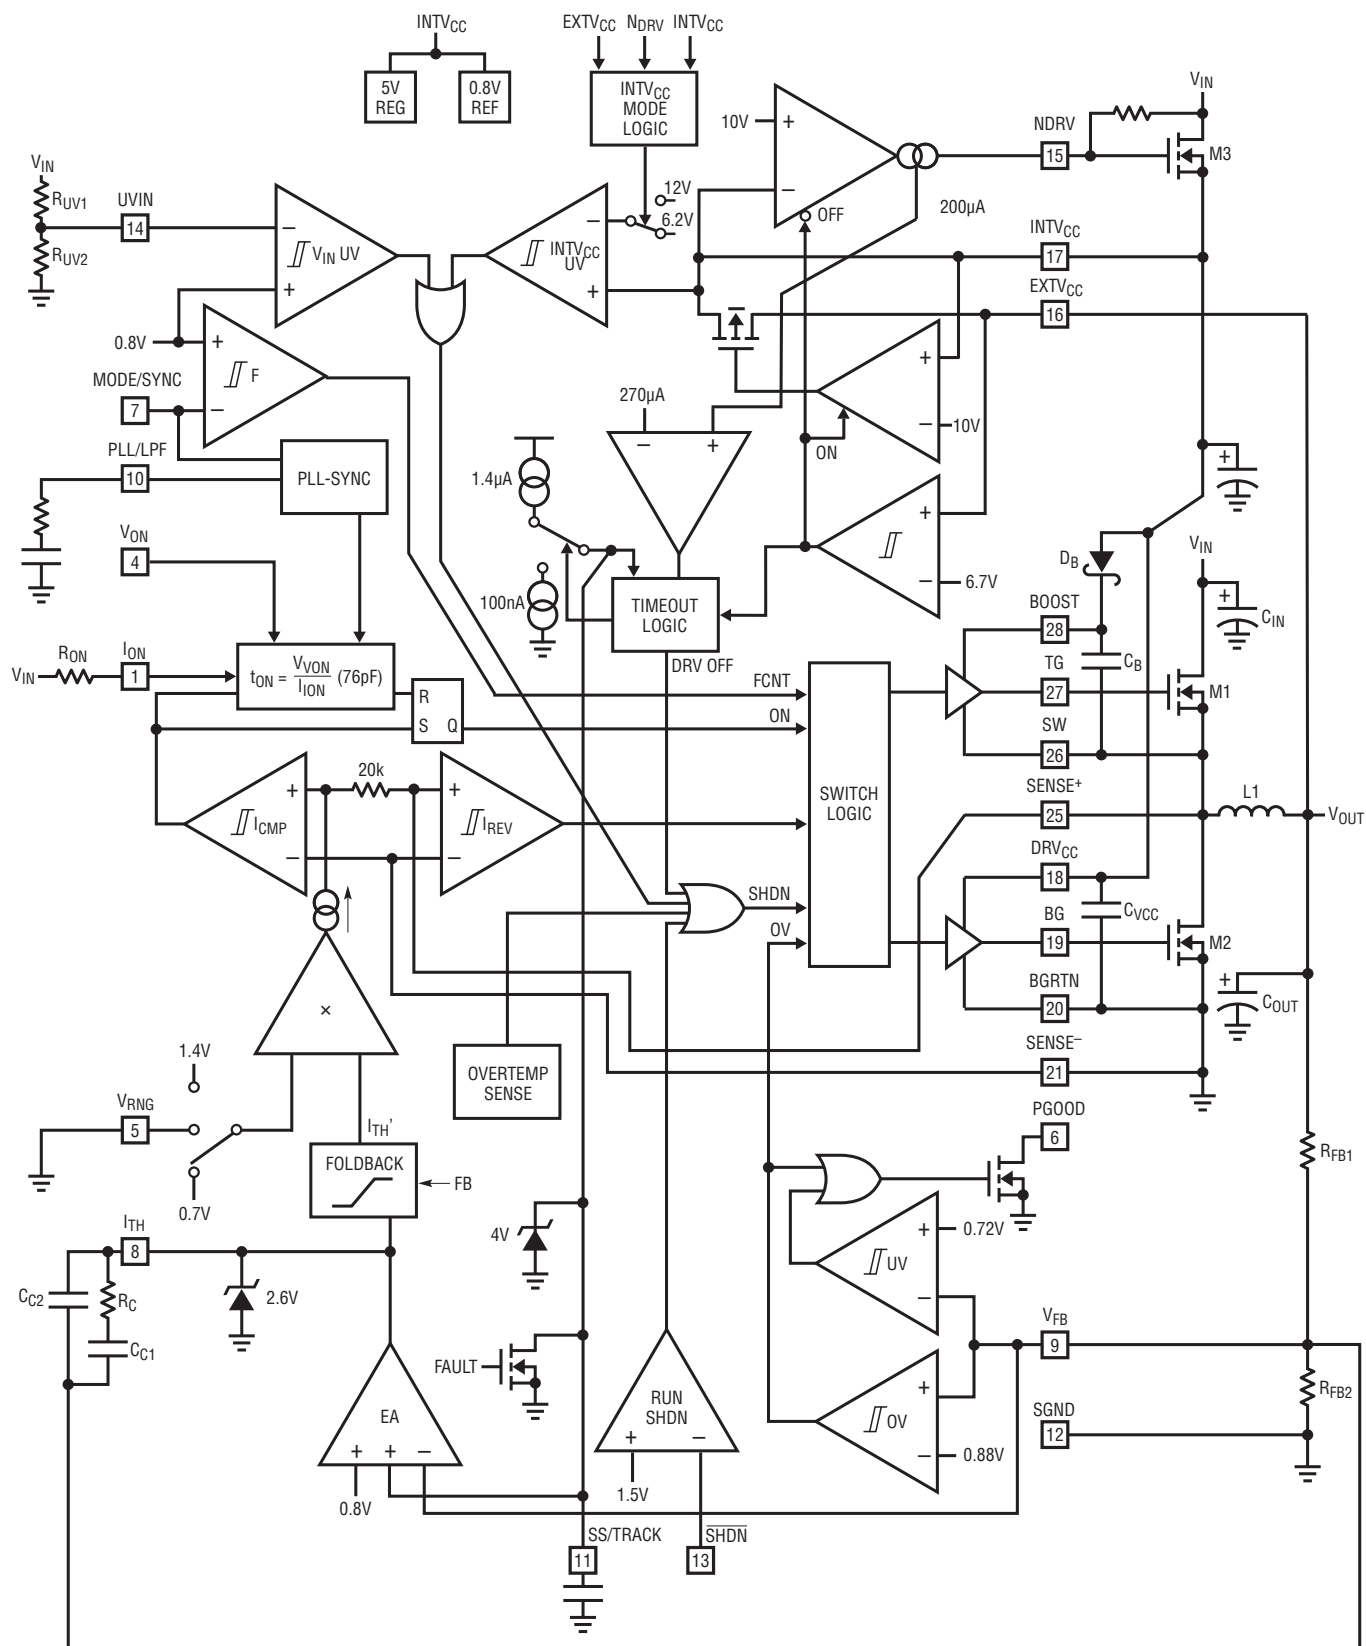 INTVCC
5V
REG
0.8V
REF
EXTVCC NDRV INTVCC
INTVCC
MODE
LOGIC
12V
6.2V
10V
+
−
OFF
200µA
NDRV
15
VIN
M3
VIN
RUV1
RUV2
UVIN
14
−
VIN UV
+
−
INTVCC
UV
+
INTVCC
17
EXTVCC
16
0.8V
+
F
−
MODE/SYNC
7
PLL/LPF
10
PLL-SYNC
VON
4
270µA
−
+
+
−
10V
ON
+
−
6.7V
+
1.4µA
100nA
TIMEOUT
LOGIC
DRV OFF
DB
VIN
+
CIN
BOOST
28
CB
TG
27
M1
SW
26
VIN
RON
ION
1
tON = VVON
IION
(76pF)
R
S Q
FCNT
ON
SWITCH
LOGIC
SHDN
OV
20k
+
ICMP
−
+
IREV
−
SENSE+
25
L1
VOUT
DRVCC
18
CVCC
BG
19
M2
BGRTN
20
+
COUT
SENSE−
21
×
1.4V
VRNG
5
0.7V
ITH'
FOLDBACK
FB
OVERTEMP
SENSE
PGOOD
6
RFB1
4V
ITH
8
2.6V
CC2
RC
CC1
+
0.72V
UV
−
VFB
9
FAULT
EA
+ + −
0.8V
RUN
SHDN
+ −
1.5V
+
OV
−
0.88V
SGND
12
RFB2
SS/TRACK
11
SHDN
13